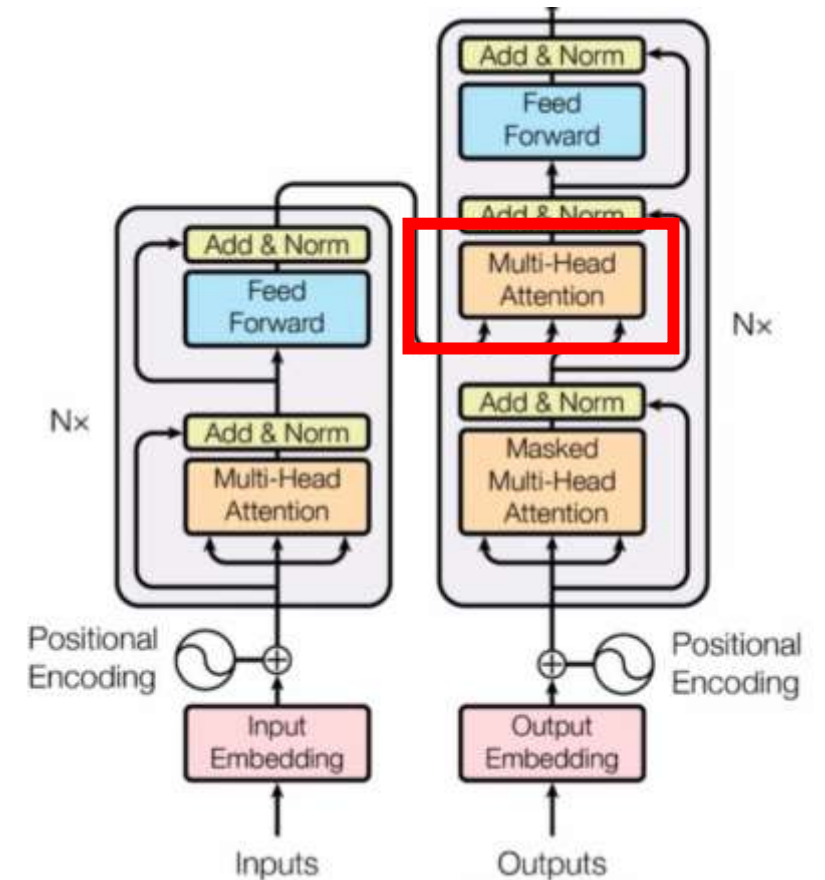 Add & Norm
Feed
Forward
Add & Norm
Multi-Head
Attention
Nx
Add & Norm
Masked
Multi-Head
Attention
Positional
Encoding
Output
Embedding
Outputs
Add & Norm
Feed
Forward
Nx
Add & Norm
Multi-Head
Attention
Positional
Encoding
Input
Embedding
Inputs